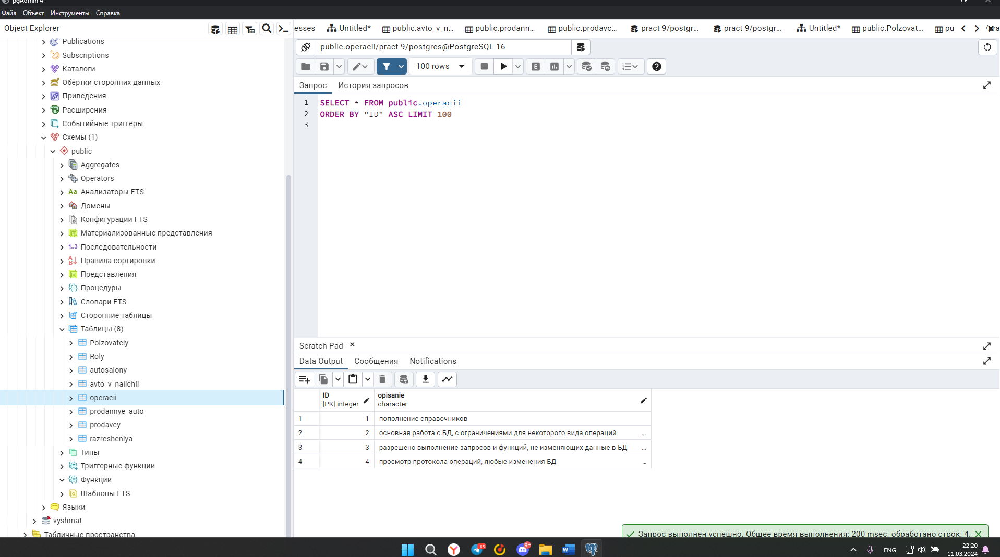 pgAdmin 4
Файл Объект Инструменты Справка
Object Explorer
Publications
Subscriptions
Каталоги
Обёртки сторонних данных
Приведения
Расширения
Событийные триггеры
Схемы (1)
public
Aggregates
Operators
Aa Анализаторы FTS
Домены
Конфигурации FTS
Материализованные представления
1..3 Последовательности
Правила сортировки
Представления
Процедуры
Словари FTS
Сторонние таблицы
Таблицы (8)
Polzovately
Roly
autosalony
avto_v_nalichii
operacii
prodannye_auto
prodavcy
razresheniya
Типы
Триггерные функции
Функции
Шаблоны FTS
Языки
vyshmat
Табличные пространства
esses Untitled* public.avto_v_n... public.prodann... public.prodavc... pract 9/postgr... pract 9/postgr... Untitled* public.Polzovat... pu
public.operacii/pract 9/postgres@PostgreSQL 16
100 rows
Запрос История запросов
1 SELECT * FROM public.operacii
2 ORDER BY "ID" ASC LIMIT 100
3
Scratch Pad
Data Output Сообщения Notifications
ID opisanie
[PK] integer character
1 1 пополнение справочников
2 2 основная работа с БД, с ограничениями для некоторого вида операций ...
3 3 разрешено выполнение запросов и функций, не изменяющих данные в БД ...
4 4 просмотр протокола операций, любые изменения БД ...
Запрос выполнен успешно. Общее время выполнения: 200 msec. обработано строк: 4.
65 9+ ENG 22:20
11.03.2024